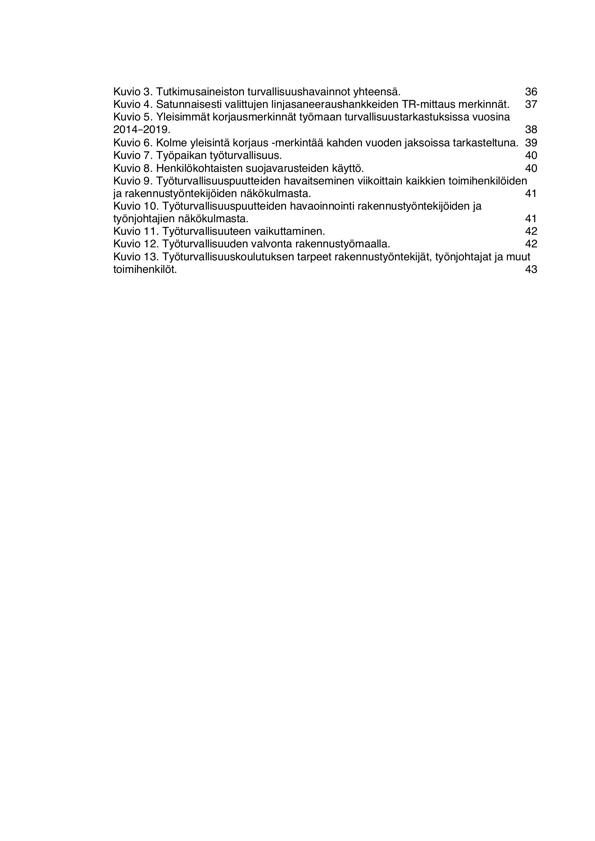 Kuvio 3. Tutkimusaineiston turvallisuushavainnot yhteensä. 36
Kuvio 4. Satunnaisesti valittujen linjasaneeraushankkeiden TR-mittaus merkinnät. 37
Kuvio 5. Yleisimmät korjausmerkinnät työmaan turvallisuustarkastuksissa vuosina
2014–2019. 38
Kuvio 6. Kolme yleisintä korjaus -merkintää kahden vuoden jaksoissa tarkasteltuna. 39
Kuvio 7. Työpaikan työturvallisuus. 40
Kuvio 8. Henkilökohtaisten suojavarusteiden käyttö. 40
Kuvio 9. Työturvallisuuspuutteiden havaitseminen viikoittain kaikkien toimihenkilöiden
ja rakennustyöntekijöiden näkökulmasta. 41
Kuvio 10. Työturvallisuuspuutteiden havaoinnointi rakennustyöntekijöiden ja
työnjohtajien näkökulmasta. 41
Kuvio 11. Työturvallisuuteen vaikuttaminen. 42
Kuvio 12. Työturvallisuuden valvonta rakennustyömaalla. 42
Kuvio 13. Työturvallisuuskoulutuksen tarpeet rakennustyöntekijät, työnjohtajat ja muut
toimihenkilöt. 43